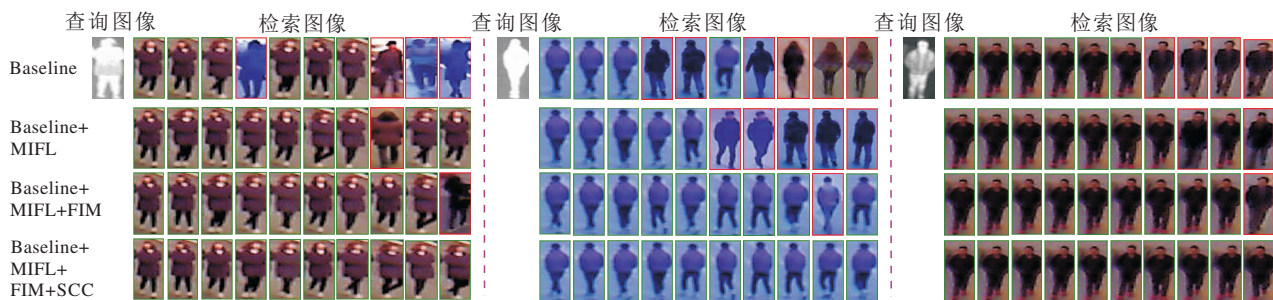 查询图像 检索图像 查询图像 检索图像 查询图像 检索图像
Baseline
Baseline+
MIFL
Baseline+
MIFL+FIM
Baseline+
MIFL+
FIM+SCC